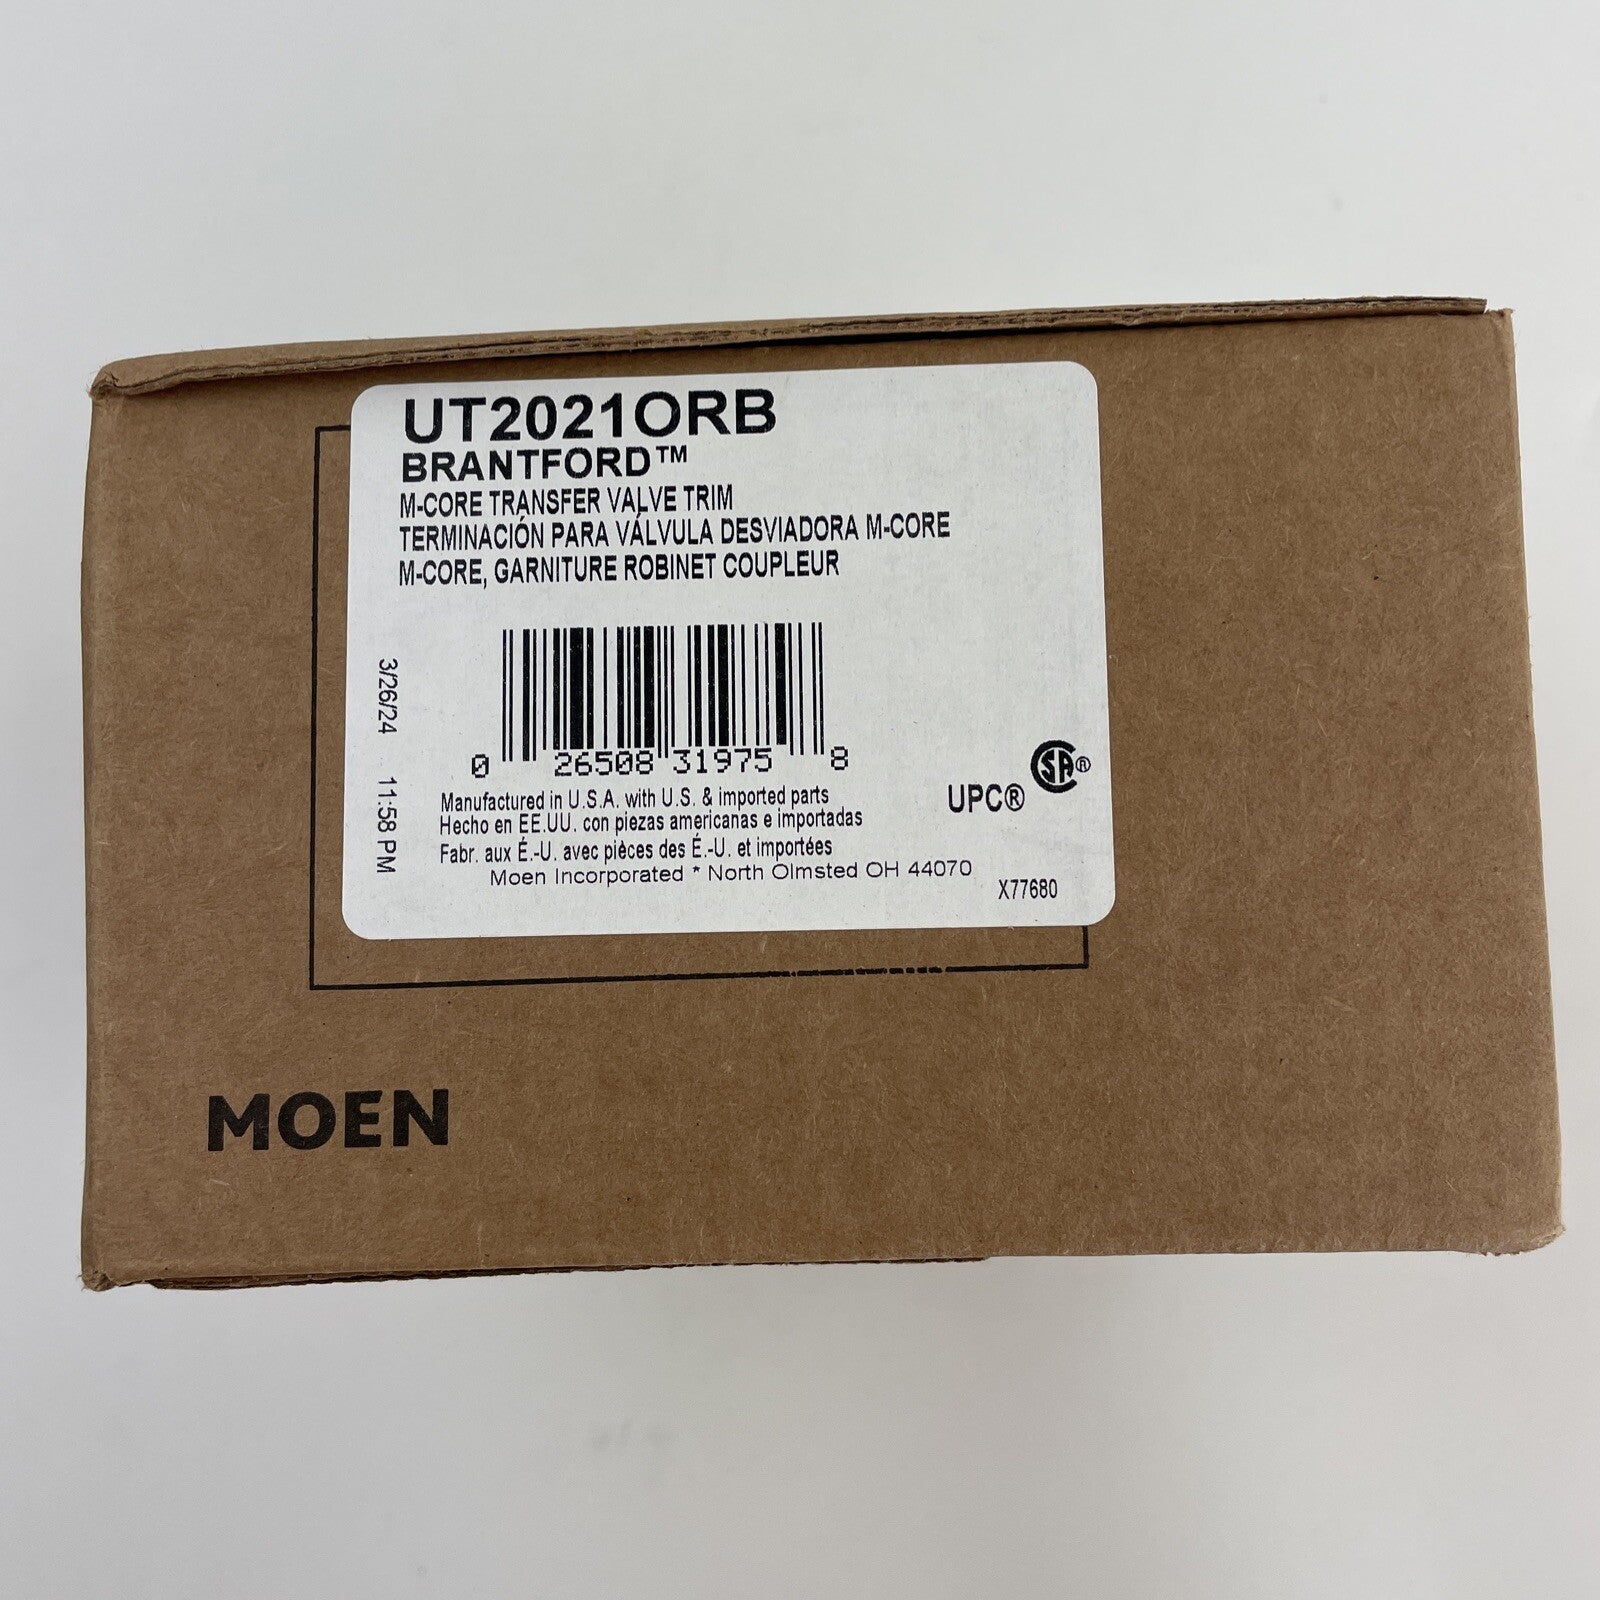 UT2021ORB
BRANTFORD™
M-CORE TRANSFER VALVE TRIM
TERMINACIÓN PARA VÁLVULA DESVIADORA M-CORE
M-CORE, GARNITURE ROBINET COUPLEUR
3/26/24 11:58 PM
0 26508 31975 8
Manufactured in U.S.A. with U.S. & imported parts
Hecho en EE.UU. con piezas americanas e importadas
Fabr. aux É.-U. avec pièces des É.-U. et importées
Moen Incorporated * North Olmsted OH 44070
UPC®
SA®
X77680
MOEN